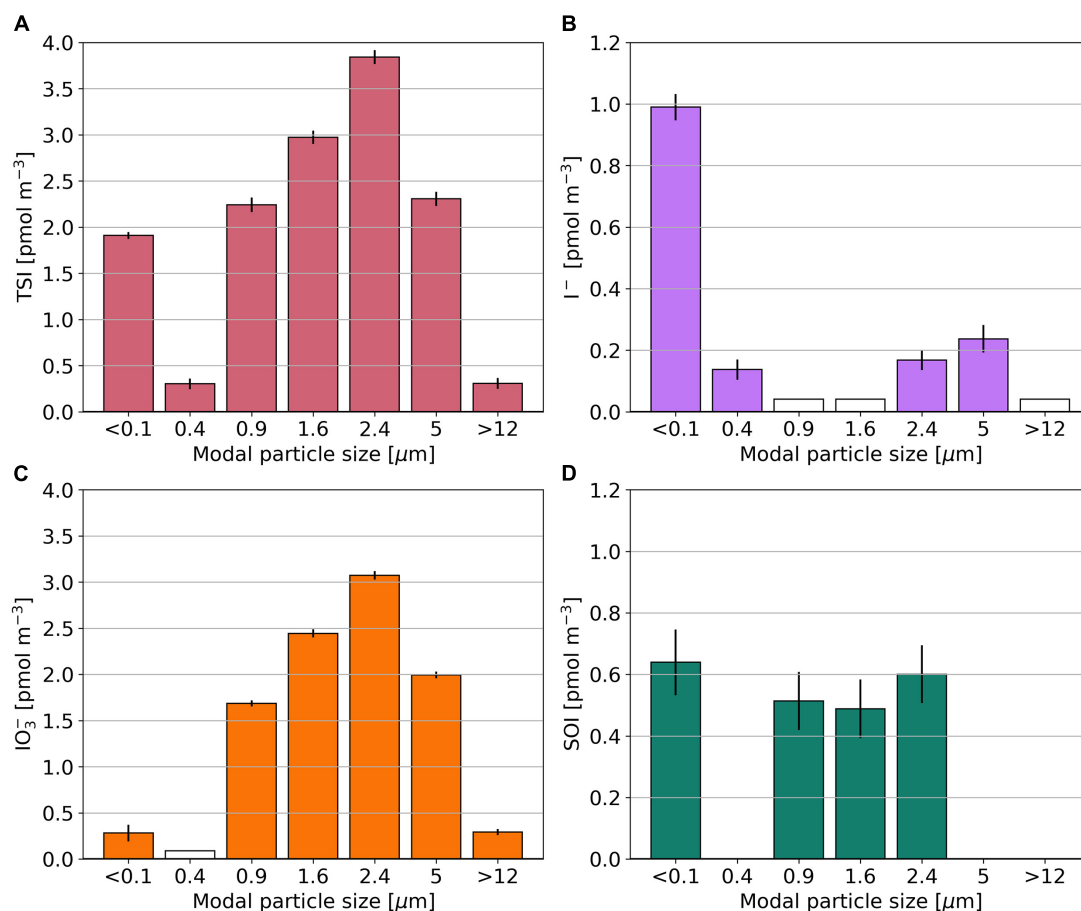 A
TSI [pmol m⁻³]
4.0
3.5
3.0
2.5
2.0
1.5
1.0
0.5
0.0
<0.1 0.4 0.9 1.6 2.4 5 >12
Modal particle size [μm]
B
I⁻ [pmol m⁻³]
1.2
1.0
0.8
0.6
0.4
0.2
0.0
<0.1 0.4 0.9 1.6 2.4 5 >12
Modal particle size [μm]
C
IO₃⁻ [pmol m⁻³]
4.0
3.5
3.0
2.5
2.0
1.5
1.0
0.5
0.0
<0.1 0.4 0.9 1.6 2.4 5 >12
Modal particle size [μm]
D
SOI [pmol m⁻³]
1.2
1.0
0.8
0.6
0.4
0.2
0.0
<0.1 0.4 0.9 1.6 2.4 5 >12
Modal particle size [μm]